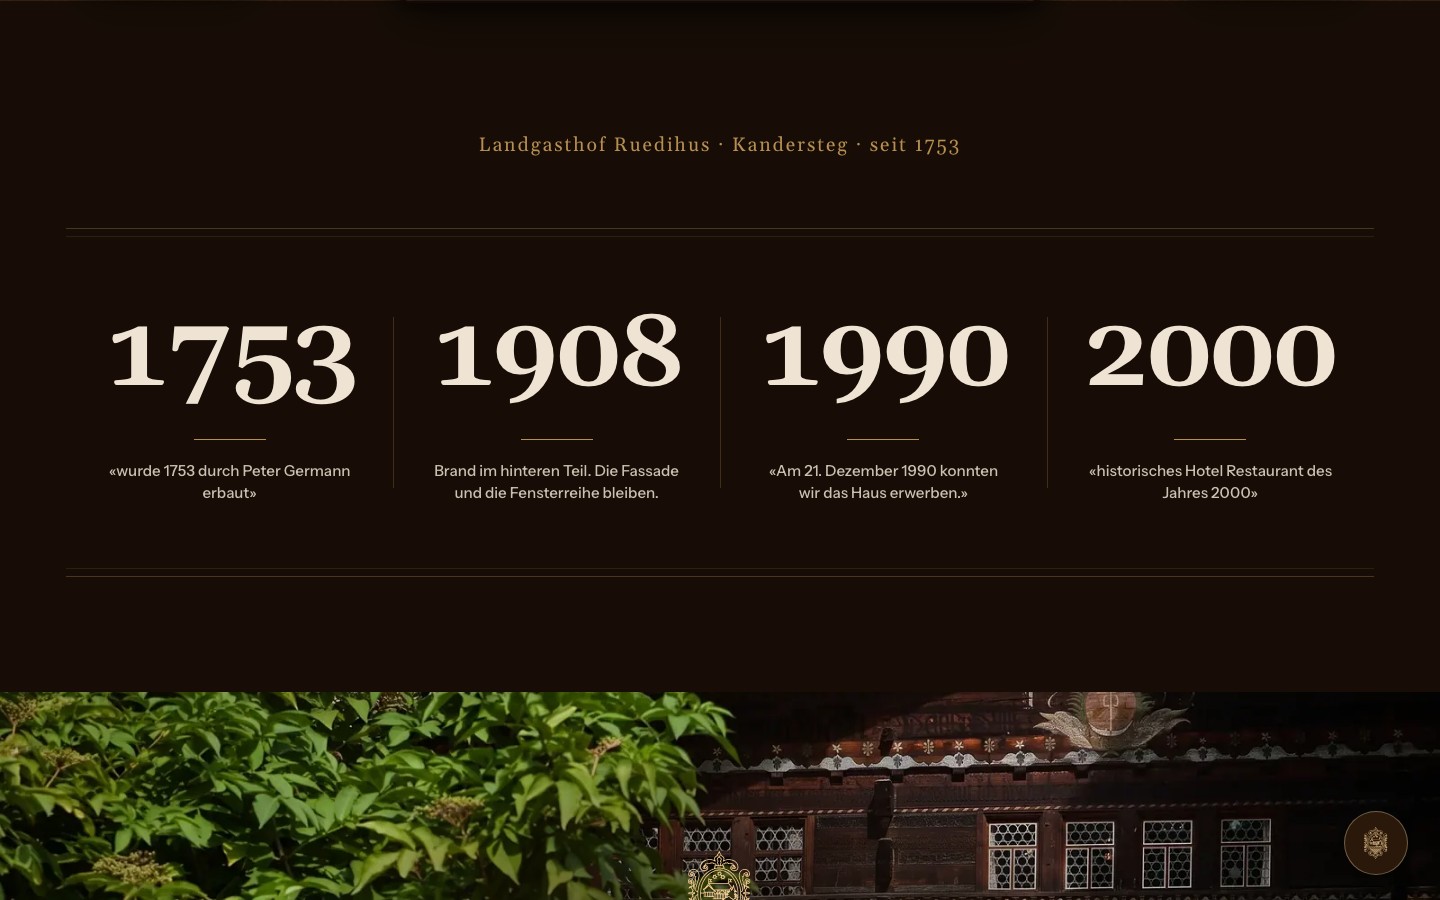 Landgasthof Ruedihus · Kandersteg · seit 1753
1753
«wurde 1753 durch Peter Germann
erbaut»
1908
Brand im hinteren Teil. Die Fassade
und die Fensterreihe bleiben.
1990
«Am 21. Dezember 1990 konnten
wir das Haus erwerben.»
2000
«historisches Hotel Restaurant des
Jahres 2000»